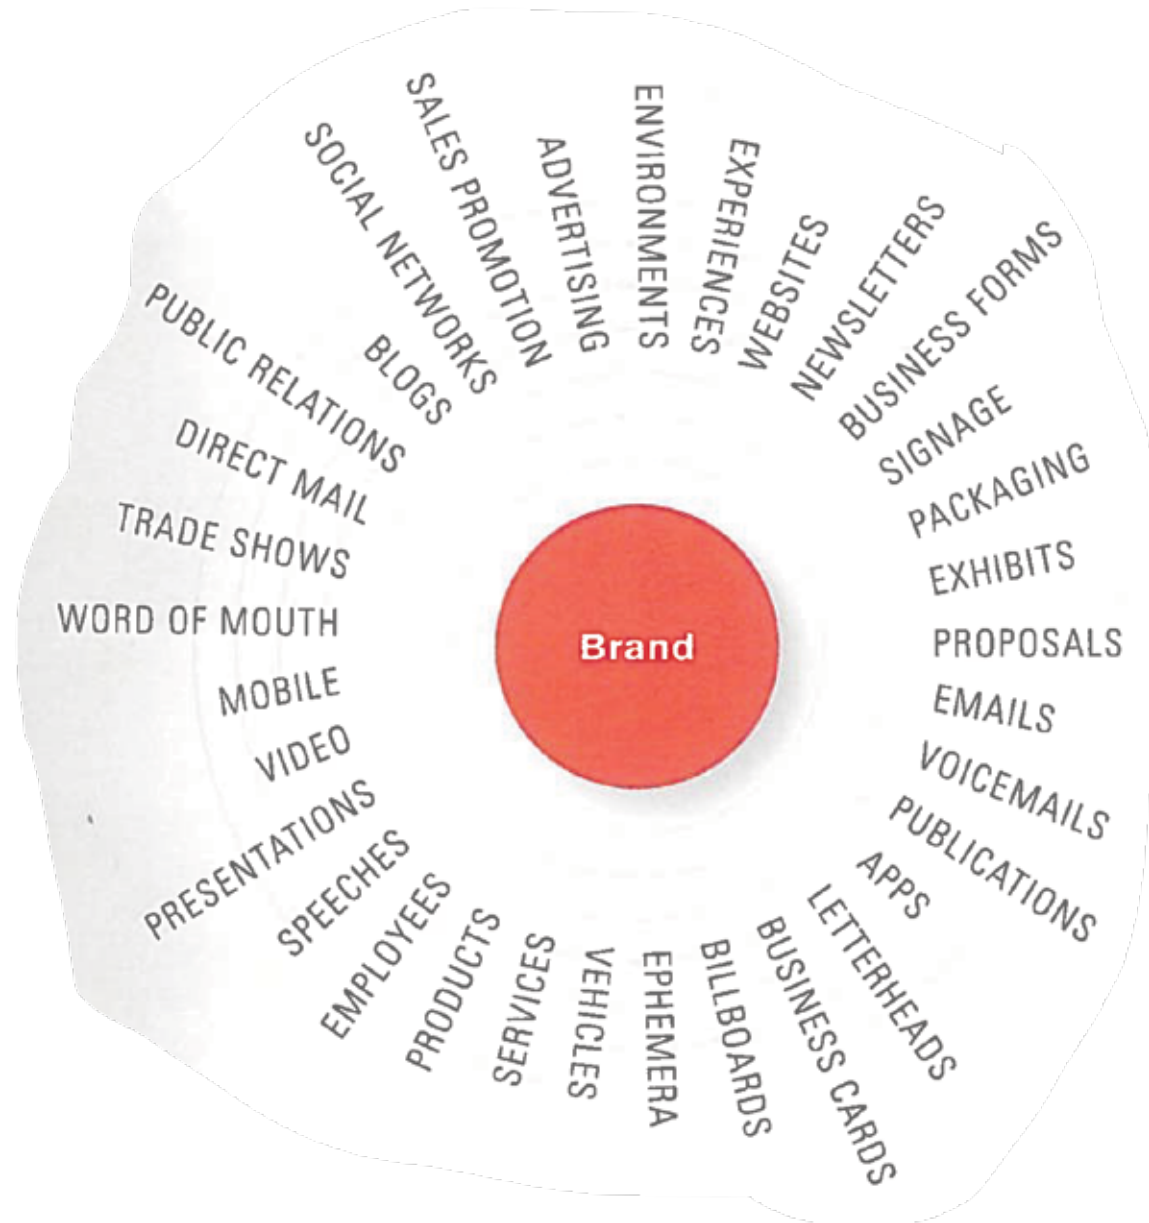 Brand
ENVIRONMENTS
EXPERIENCES
WEBSITES
NEWSLETTERS
BUSINESS FORMS
SIGNAGE
PACKAGING
EXHIBITS
PROPOSALS
EMAILS
VOICEMAILS
PUBLICATIONS
APPS
LETTERHEADS
BUSINESS CARDS
BILLBOARDS
EPHEMERA
VEHICLES
SERVICES
PRODUCTS
EMPLOYEES
SPEECHES
PRESENTATIONS
VIDEO
MOBILE
WORD OF MOUTH
TRADE SHOWS
DIRECT MAIL
PUBLIC RELATIONS
BLOGS
SOCIAL NETWORKS
SALES PROMOTION
ADVERTISING